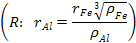 (R: r_Al = r_Fe ∛ρ_Fe / ρ_Al)